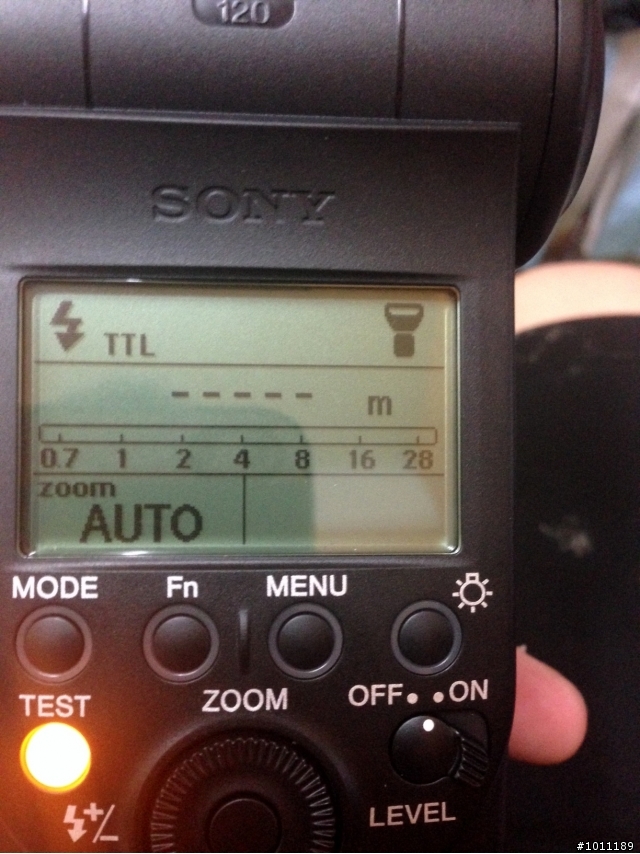 120
SONY
TTL
----- m
0.7 1 2 4 8 16 28
zoom
AUTO
MODE Fn MENU
TEST ZOOM OFF ON
+/-
LEVEL
#1011189